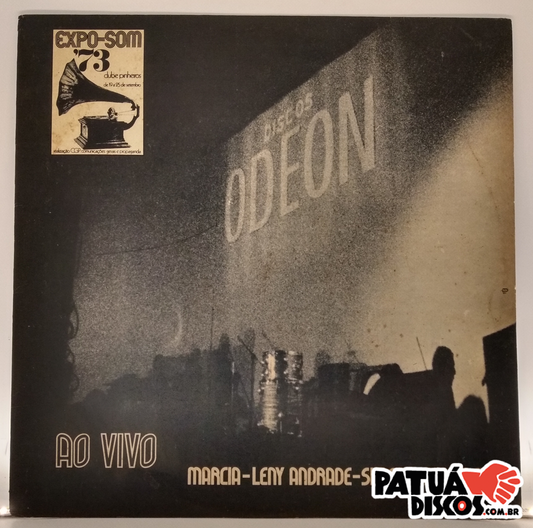 EXPO-SOM
'73
clube pinheiros
DISCOS
ODEON
AO VIVO
MARCIA-LENY ANDRADE-S
PATUÁ
DISCOS
.COM.BR